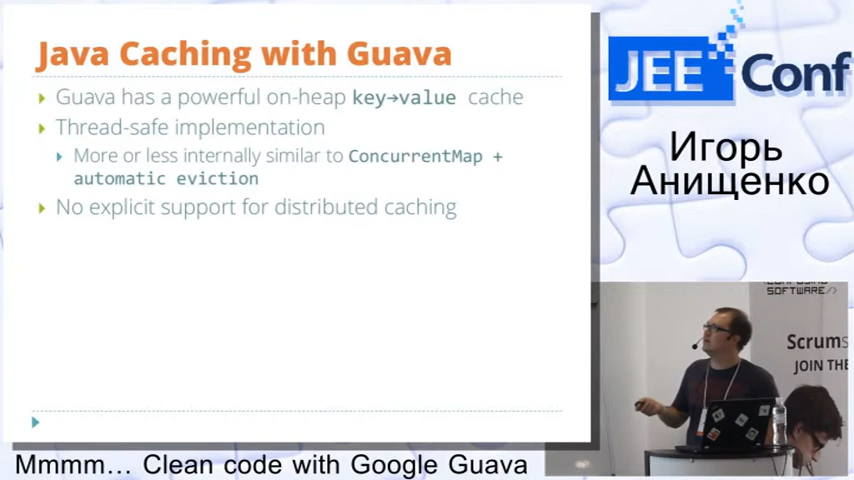 Java Caching with Guava
Guava has a powerful on-heap key→value cache
Thread-safe implementation
More or less internally similar to ConcurrentMap +
automatic eviction
No explicit support for distributed caching
JEE Conf
Игорь
Анищенко
SOFTWARE/>
Scrums
JOIN THE
Mmmm... Clean code with Google Guava